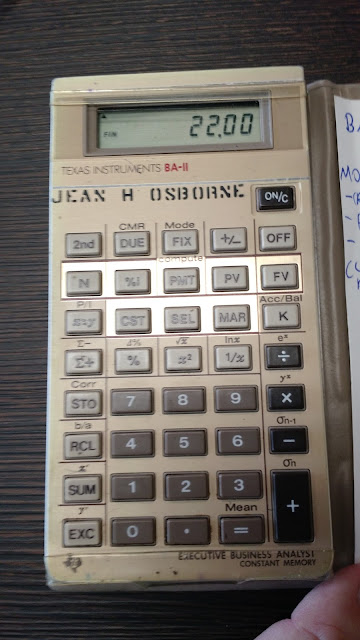 FIN 22.00
TEXAS INSTRUMENTS BA-II
JEAN H OSBORNE ON/C
CMR Mode
2nd DUE FIX +/− OFF
compute
N %I PMT PV FV
P/I Acc/Bal
x⇄y CST SEL MAR K
Σ− Δ% √x lnx eˣ
Σ+ % x² 1/x ÷
Corr yˣ
STO 7 8 9 ×
b/a σn-1
RCL 4 5 6 −
x' σn
SUM 1 2 3 +
y' Mean
EXC 0 . =
EXECUTIVE BUSINESS ANALYST
CONSTANT MEMORY